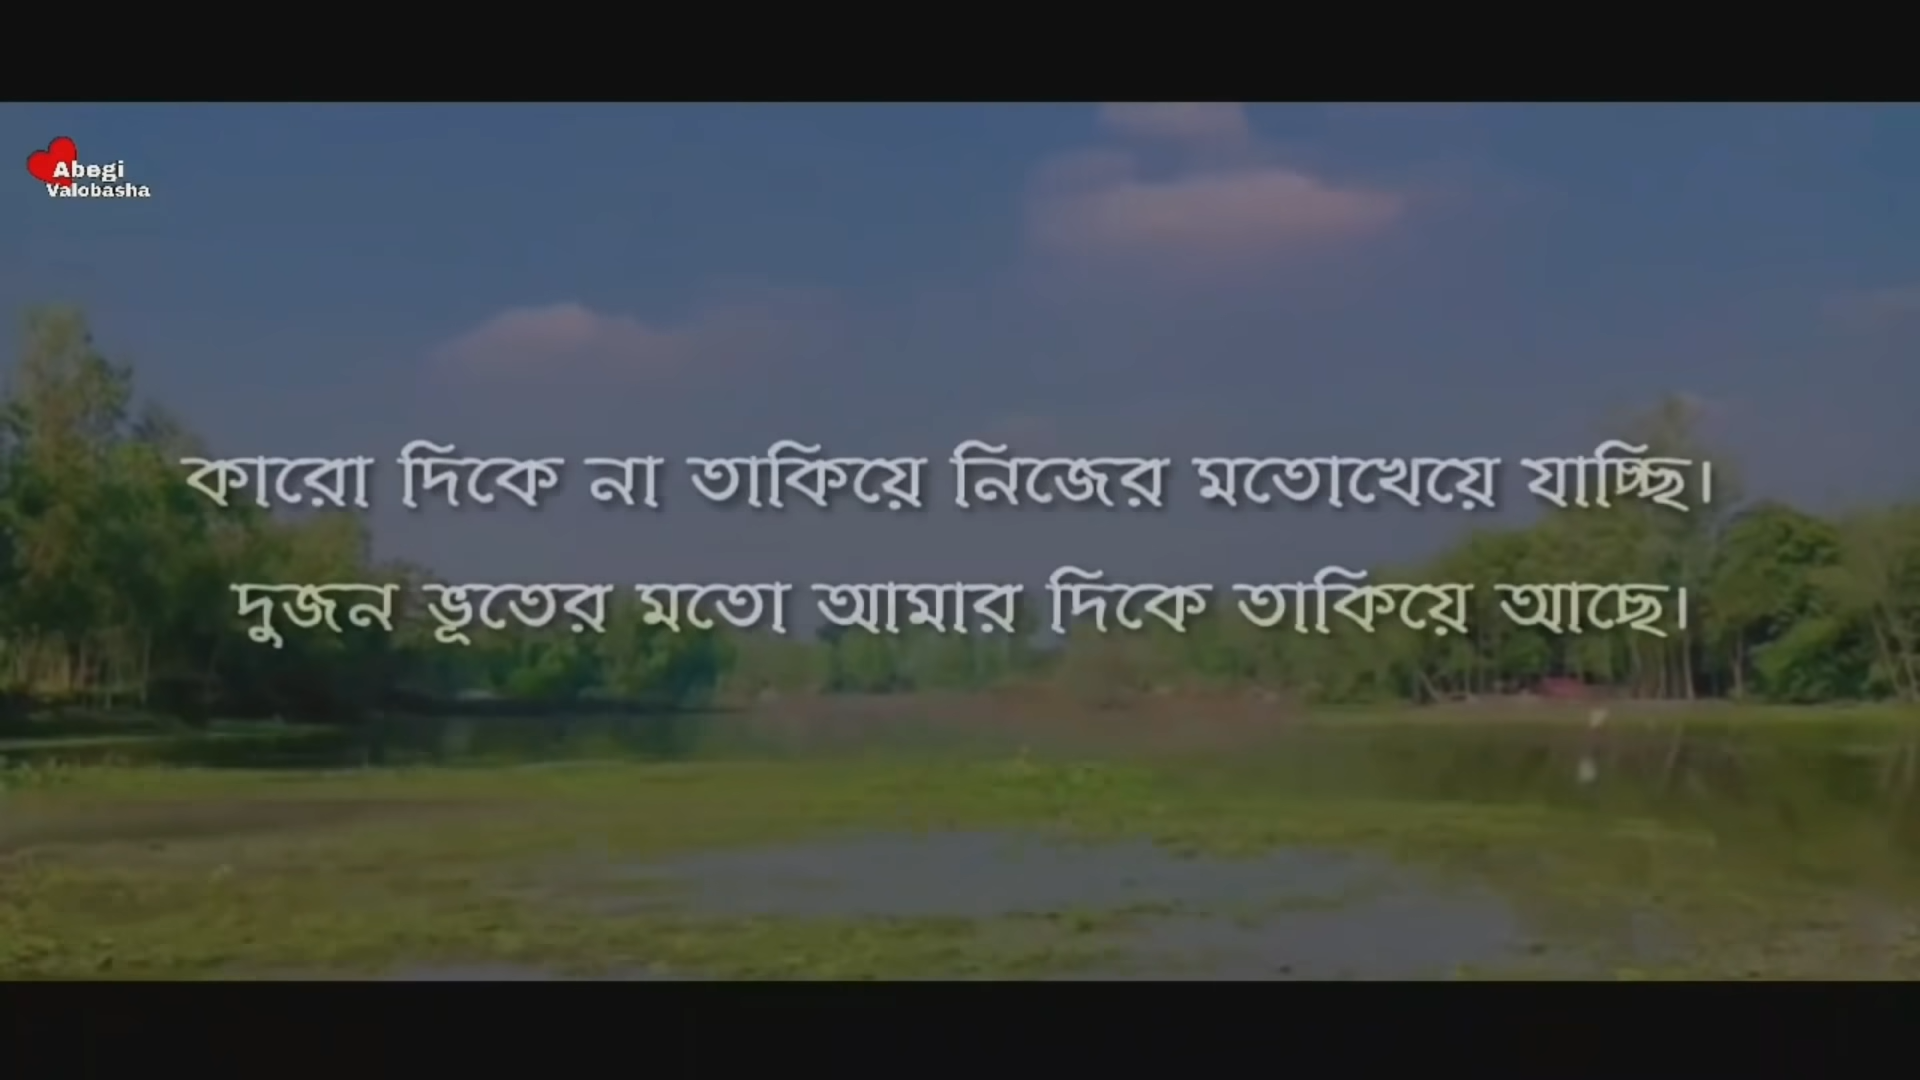 Abegi
Valobasha
কারো দিকে না তাকিয়ে নিজের মতোখেয়ে যাচ্ছি।
দুজন ভূতের মতো আমার দিকে তাকিয়ে আছে।